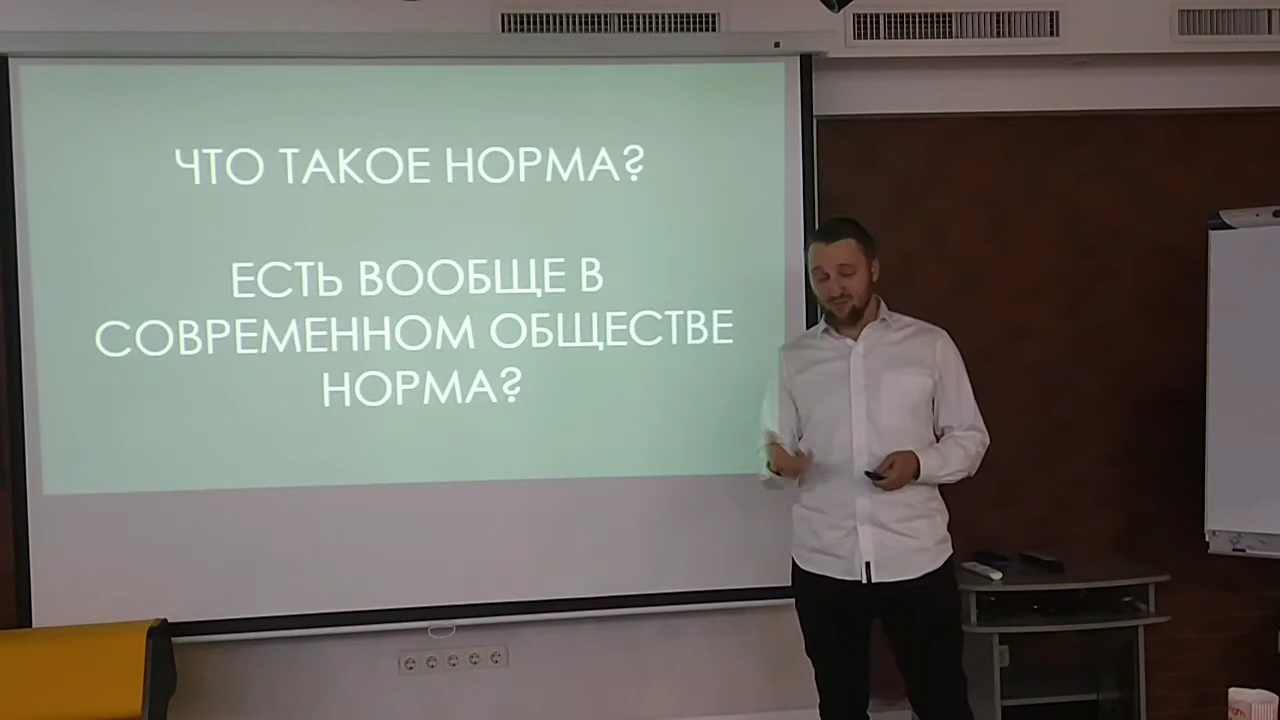 ЧТО ТАКОЕ НОРМА?
ЕСТЬ ВООБЩЕ В
СОВРЕМЕННОМ ОБЩЕСТВЕ
НОРМА?